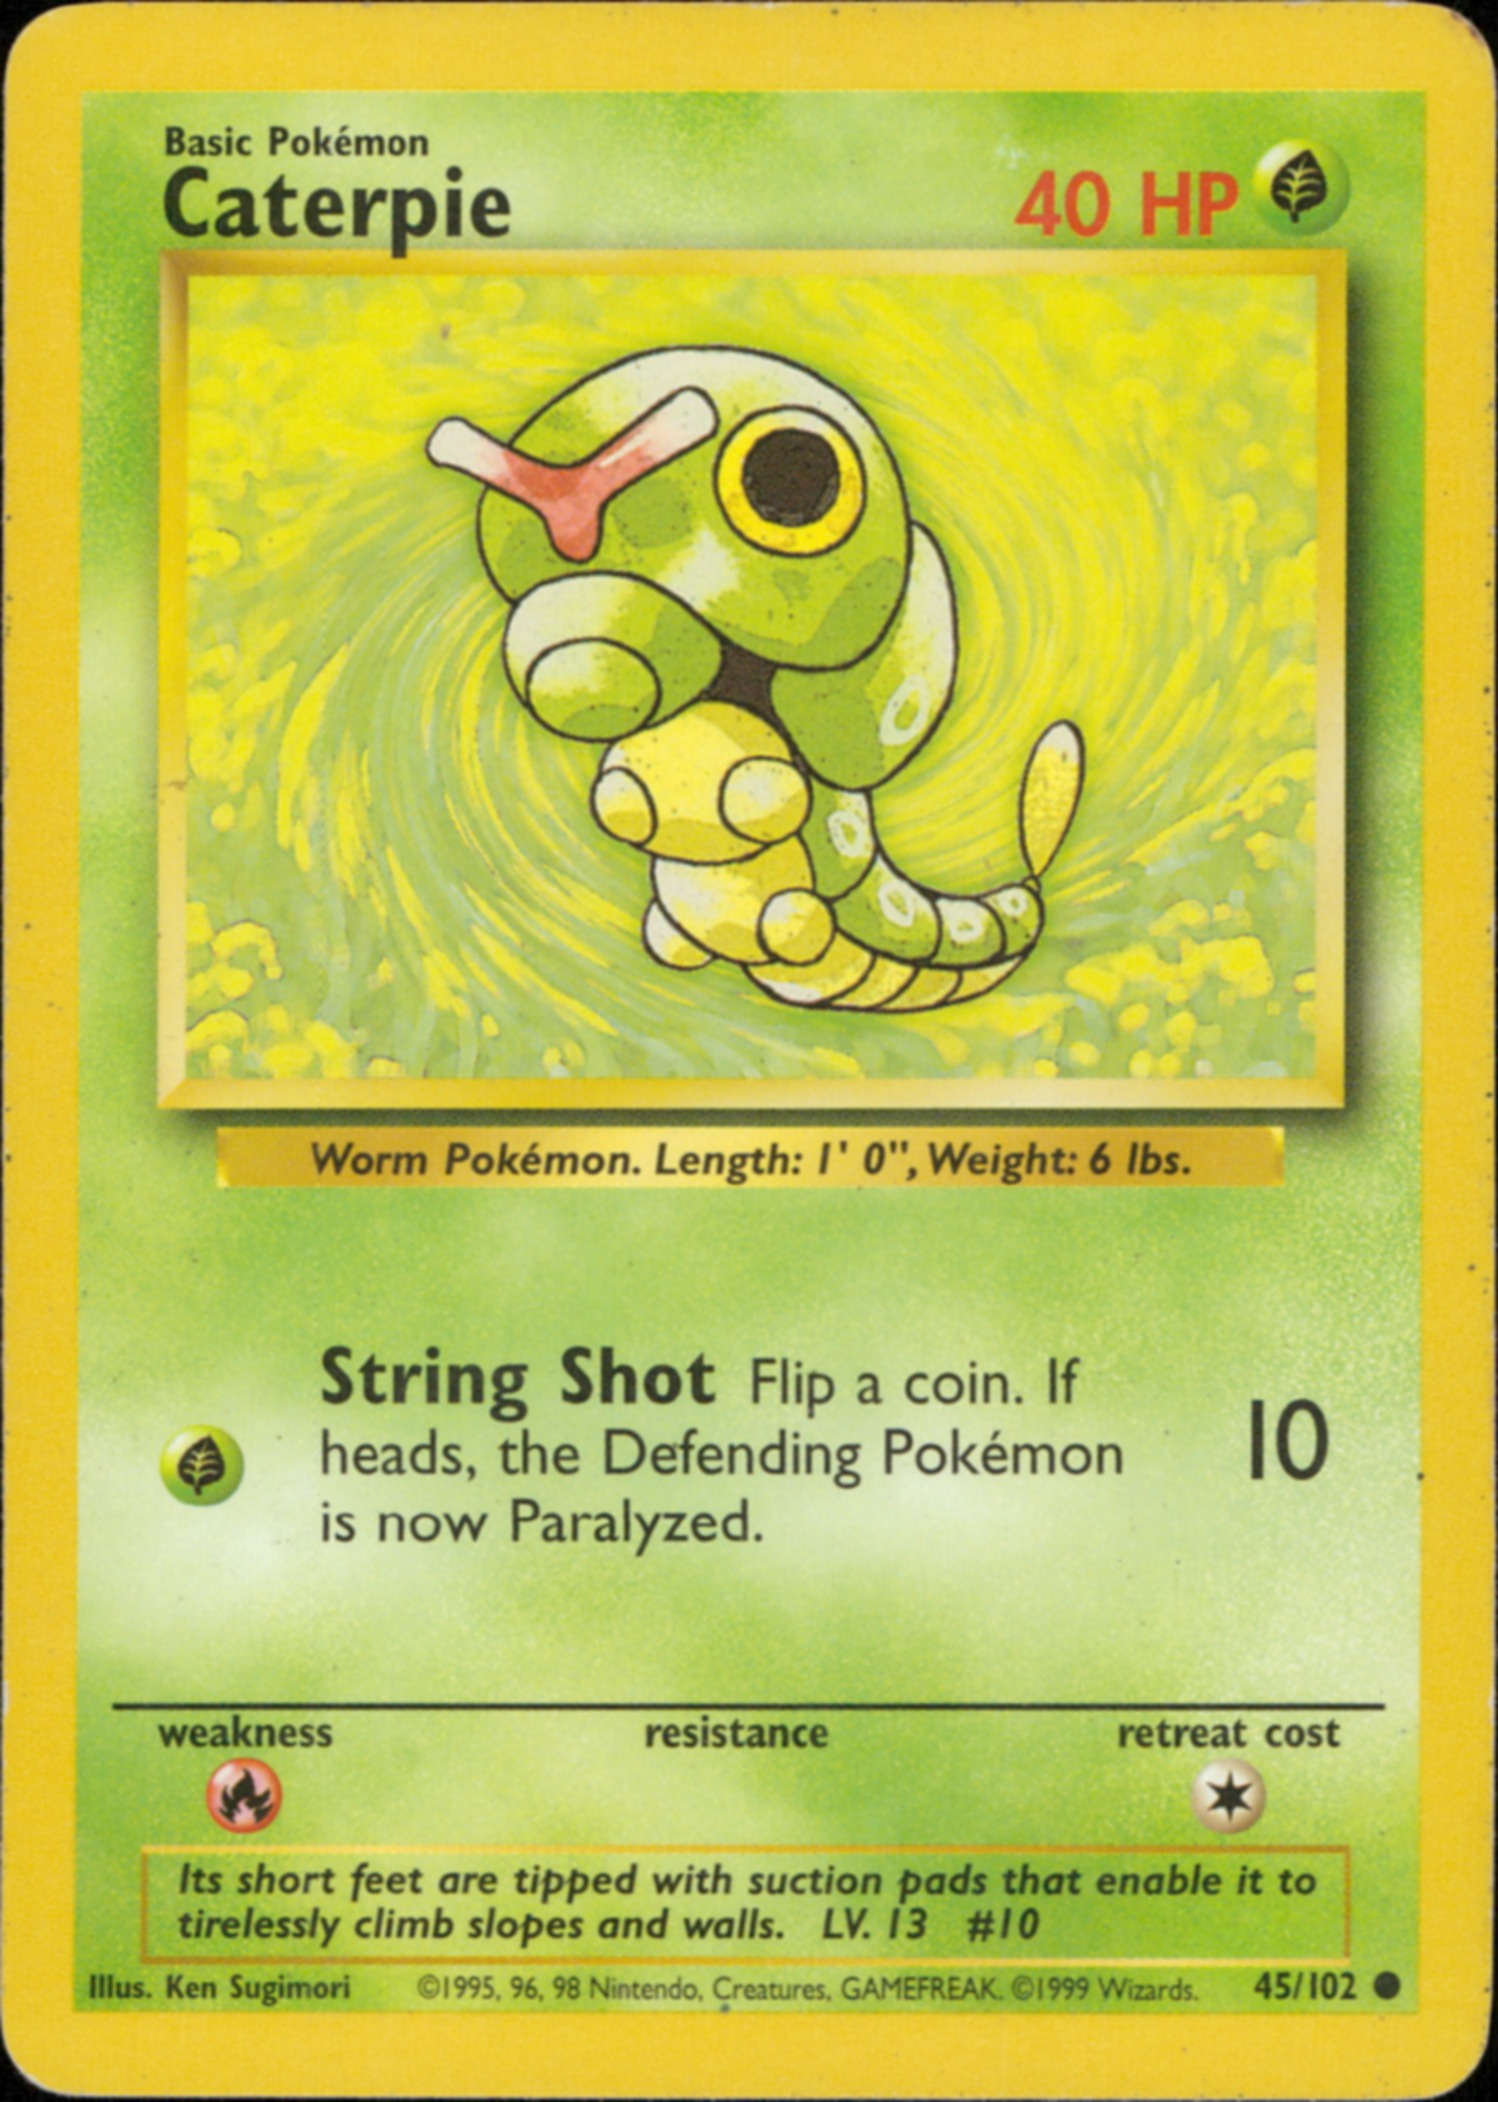 Basic Pokémon
Caterpie
40 HP
Worm Pokémon. Length: 1' 0", Weight: 6 lbs.
String Shot Flip a coin. If
heads, the Defending Pokémon
is now Paralyzed.
10
weakness resistance retreat cost
Its short feet are tipped with suction pads that enable it to
tirelessly climb slopes and walls. LV. 13 #10
Illus. Ken Sugimori ©1995, 96, 98 Nintendo, Creatures, GAMEFREAK. ©1999 Wizards. 45/102